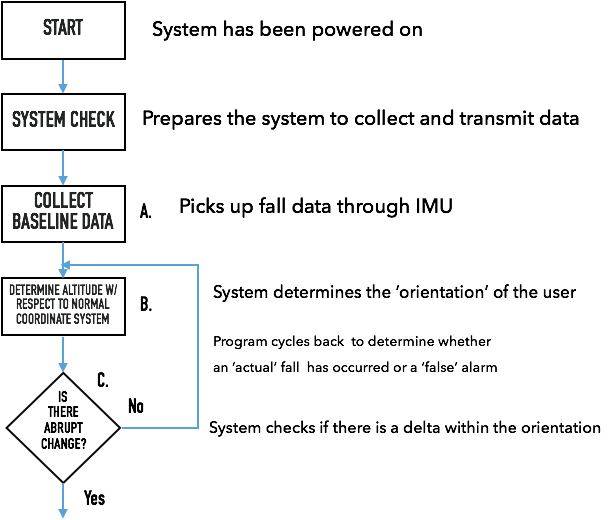 START
System has been powered on
SYSTEM CHECK
Prepares the system to collect and transmit data
COLLECT
BASELINE DATA
A.
Picks up fall data through IMU
DETERMINE ALTITUDE W/
RESPECT TO NORMAL
COORDINATE SYSTEM
B.
System determines the ‘orientation’ of the user
Program cycles back to determine whether
an ‘actual’ fall has occurred or a ‘false’ alarm
C.
IS
THERE
ABRUPT
CHANGE?
No
System checks if there is a delta within the orientation
Yes